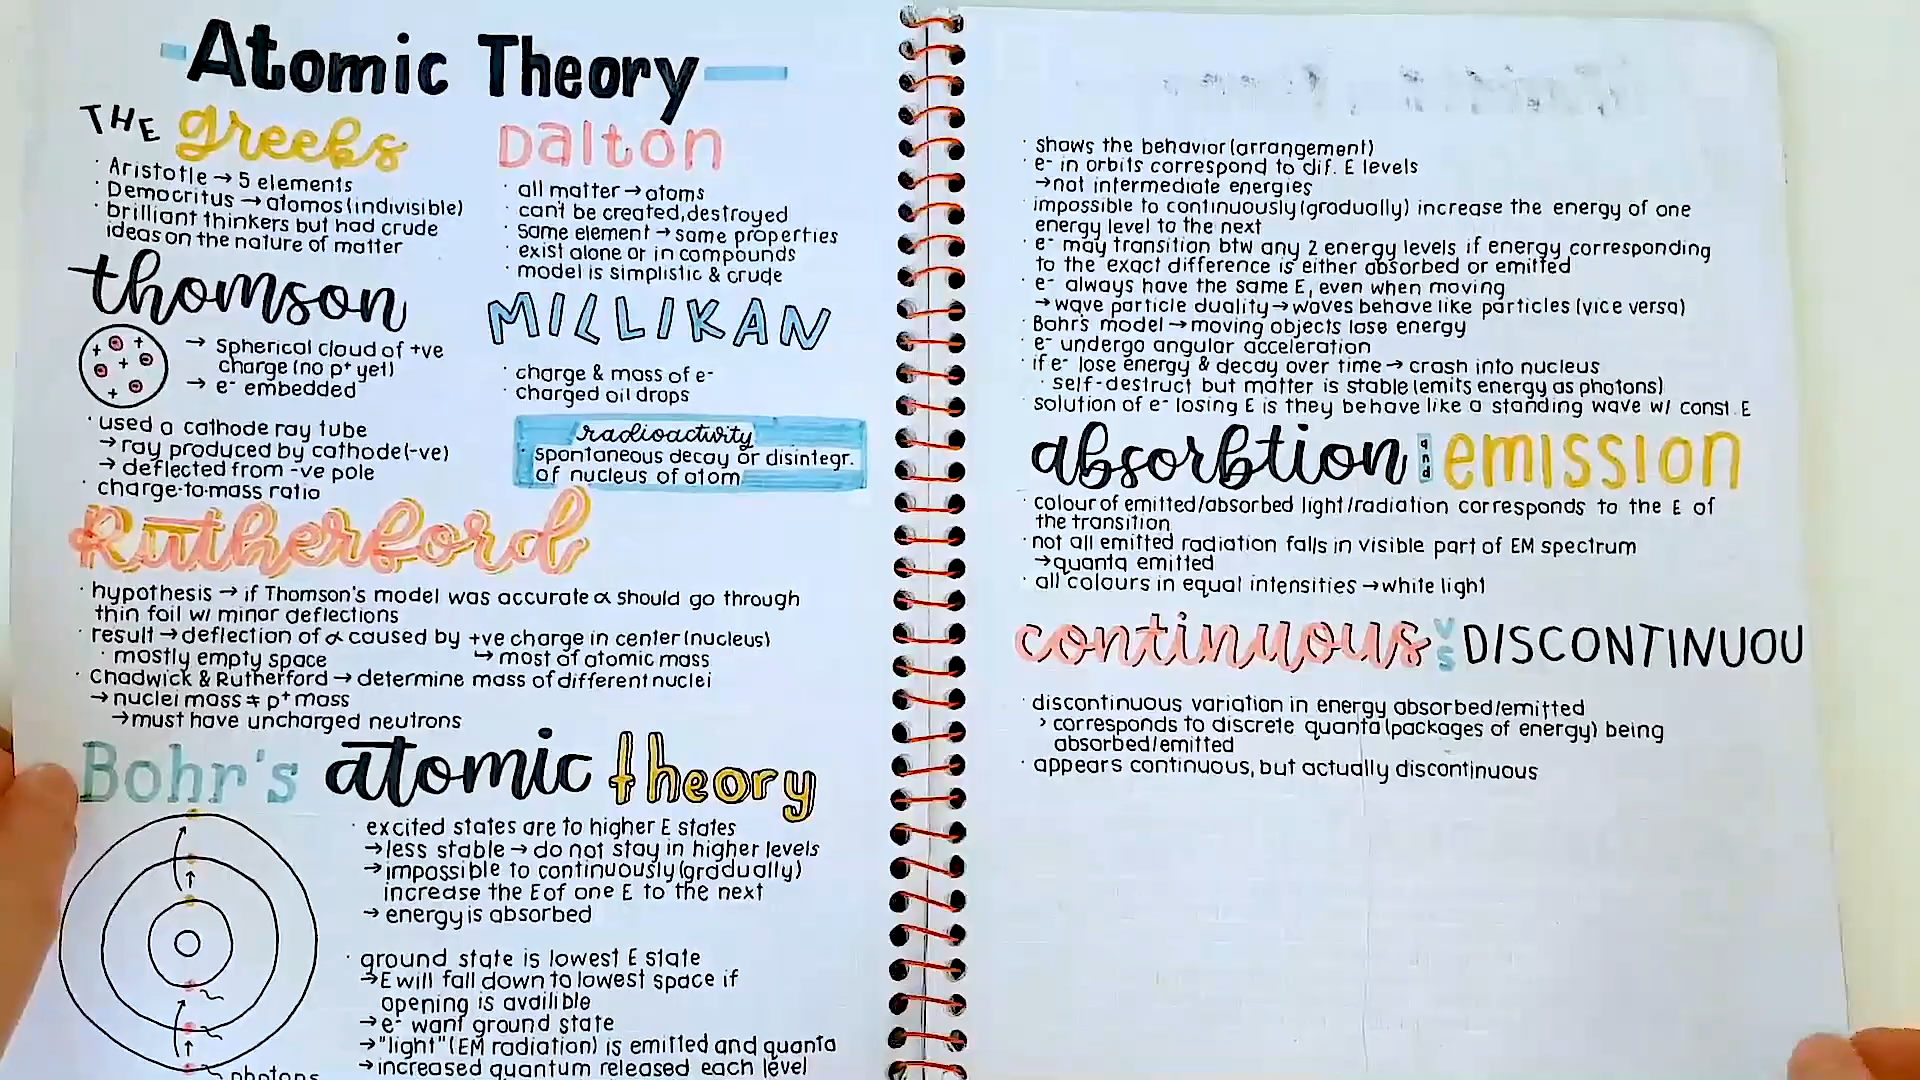 Atomic Theory
THE greeks
· Aristotle → 5 elements
· Democritus → atomos (indivisible)
· brilliant thinkers but had crude
ideas on the nature of matter
Dalton
· all matter → atoms
· can't be created, destroyed
· same element → same properties
· exist alone or in compounds
· model is simplistic & crude
thomson
→ spherical cloud of +ve
charge (no p+ yet)
→ e- embedded
· used a cathode ray tube
→ ray produced by cathode (-ve)
→ deflected from -ve pole
· charge-to-mass ratio
MILLIKAN
· charge & mass of e-
· charged oil drops
radioactivity
· spontaneous decay or disintegr.
of nucleus of atom
Rutherford
· hypothesis → if Thomson's model was accurate α should go through
thin foil w/ minor deflections
· result → deflection of α caused by +ve charge in center (nucleus)
· mostly empty space ↳ most of atomic mass
· Chadwick & Rutherford → determine mass of different nuclei
→ nuclei mass ≠ p+ mass
→ must have uncharged neutrons
Bohr's atomic theory
· excited states are to higher E states
→ less stable → do not stay in higher levels
→ impossible to continuously (gradually)
increase the E of one E to the next
→ energy is absorbed
· ground state is lowest E state
→ E will fall down to lowest space if
opening is availible
→ e- want ground state
→ "light" (EM radiation) is emitted and quanta
→ increased quantum released each level
photons
· shows the behavior (arrangement)
· e- in orbits correspond to dif. E levels
→ not intermediate energies
· impossible to continuously (gradually) increase the energy of one
energy level to the next
· e- may transition btw any 2 energy levels if energy corresponding
to the exact difference is either absorbed or emitted
· e- always have the same E, even when moving
→ wave particle duality → waves behave like particles (vice versa)
· Bohr's model → moving objects lose energy
· e- undergo angular acceleration
· if e- lose energy & decay over time → crash into nucleus
· self-destruct but matter is stable (emits energy as photons)
· solution of e- losing E is they behave like a standing wave w/ const. E
absorbtion and emission
· colour of emitted/absorbed light/radiation corresponds to the E of
the transition
· not all emitted radiation falls in visible part of EM spectrum
→ quanta emitted
· all colours in equal intensities → white light
continuous vs DISCONTINUOU
· discontinuous variation in energy absorbed/emitted
› corresponds to discrete quanta (packages of energy) being
absorbed/emitted
· appears continuous, but actually discontinuous